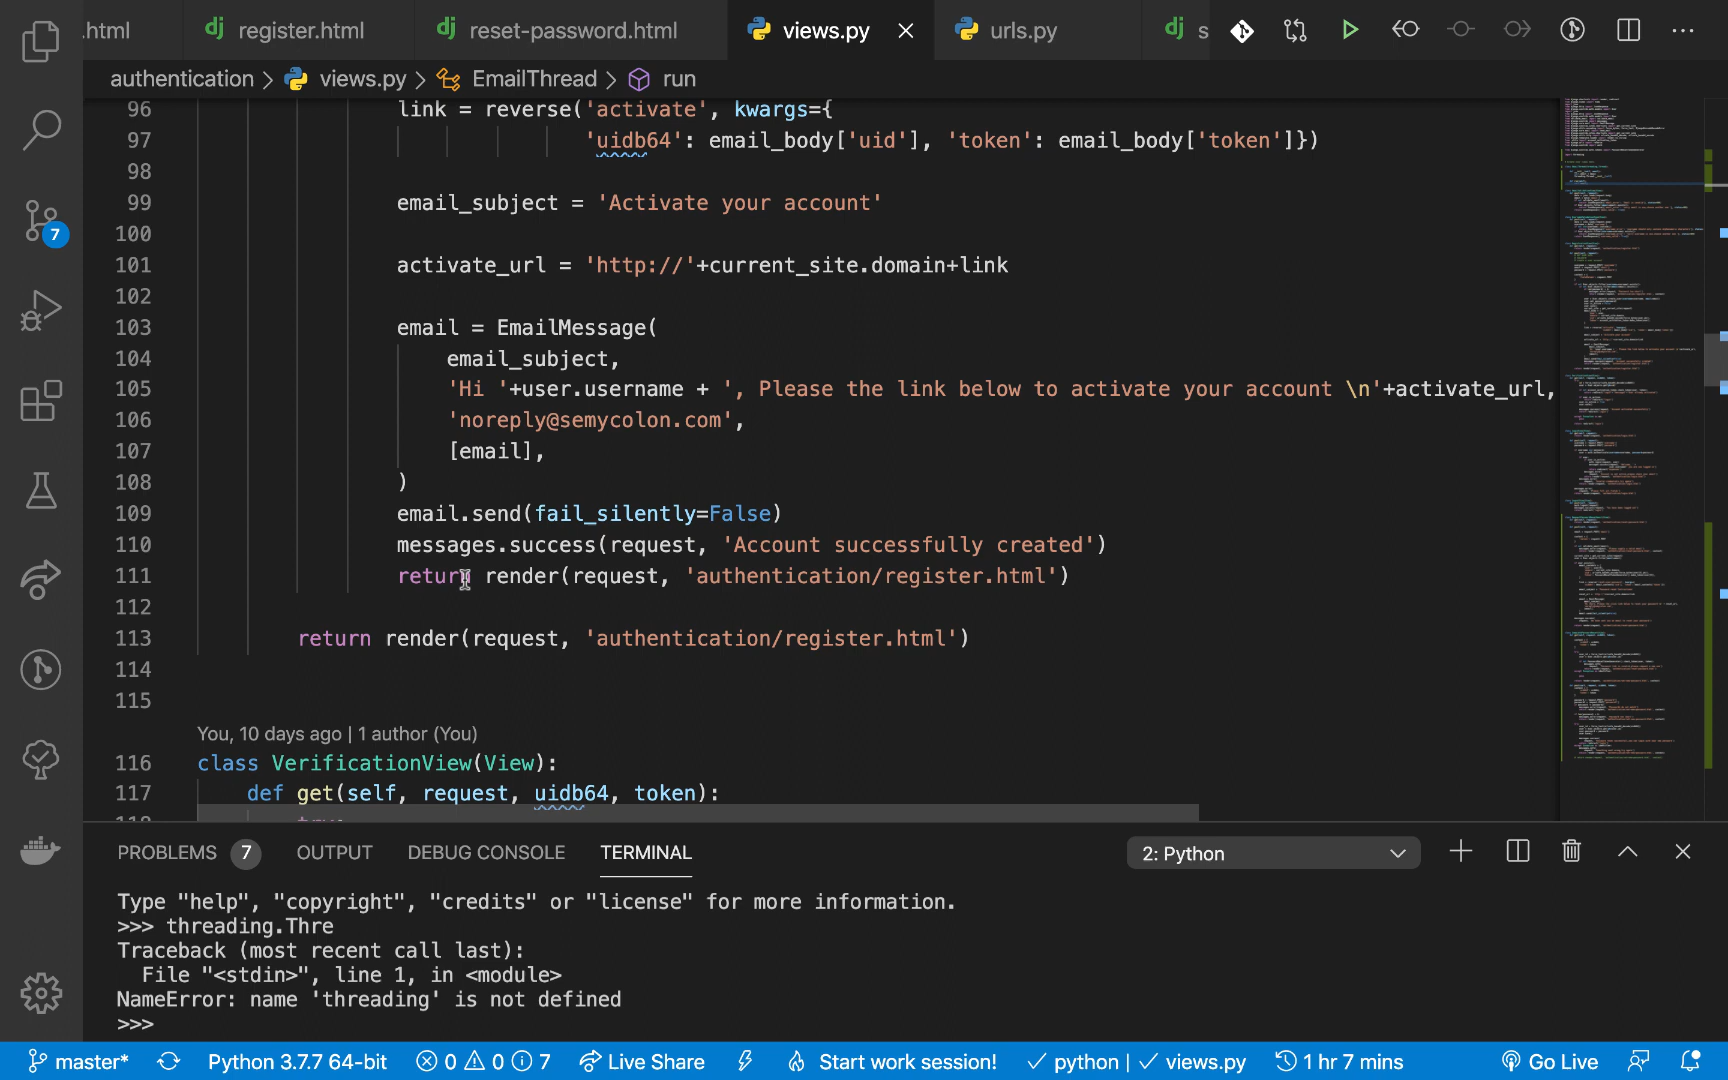 .html
register.html
reset-password.html
views.py
urls.py
s
authentication > views.py > EmailThread > run
96 link = reverse('activate', kwargs={
97 'uidb64': email_body['uid'], 'token': email_body['token']})
98
99 email_subject = 'Activate your account'
100
101 activate_url = 'http://'+current_site.domain+link
102
103 email = EmailMessage(
104 email_subject,
105 'Hi '+user.username + ', Please the link below to activate your account \n'+activate_url,
106 'noreply@semycolon.com',
107 [email],
108 )
109 email.send(fail_silently=False)
110 messages.success(request, 'Account successfully created')
111 return render(request, 'authentication/register.html')
112
113 return render(request, 'authentication/register.html')
114
115
You, 10 days ago | 1 author (You)
116 class VerificationView(View):
117 def get(self, request, uidb64, token):
118 try:
7
PROBLEMS 7 OUTPUT DEBUG CONSOLE TERMINAL 2: Python
Type "help", "copyright", "credits" or "license" for more information.
>>> threading.Thre
Traceback (most recent call last):
File "<stdin>", line 1, in <module>
NameError: name 'threading' is not defined
>>>
master* Python 3.7.7 64-bit 0 0 7 Live Share Start work session! python | views.py 1 hr 7 mins Go Live